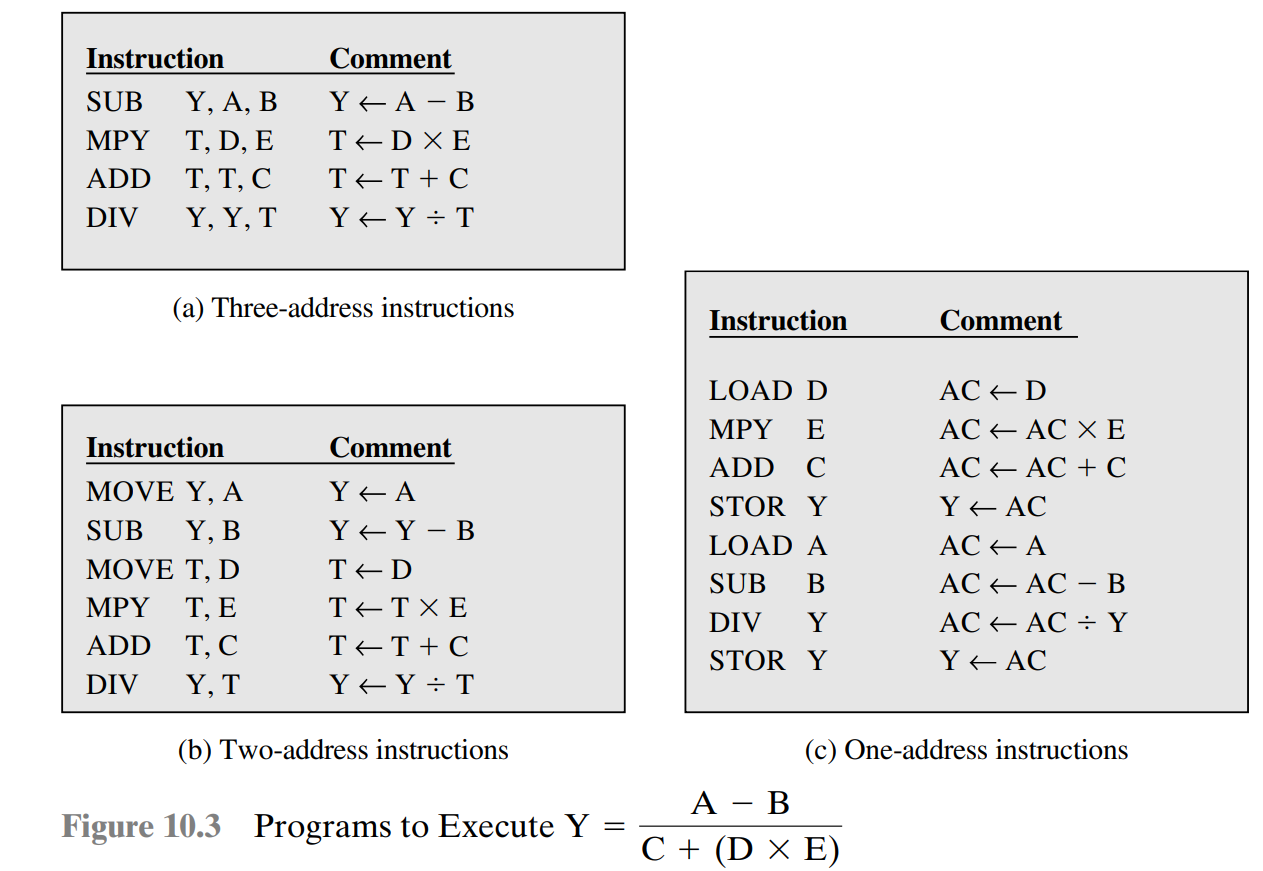 Instruction Comment
SUB Y, A, B Y ← A − B
MPY T, D, E T ← D × E
ADD T, T, C T ← T + C
DIV Y, Y, T Y ← Y ÷ T
(a) Three-address instructions
Instruction Comment
MOVE Y, A Y ← A
SUB Y, B Y ← Y − B
MOVE T, D T ← D
MPY T, E T ← T × E
ADD T, C T ← T + C
DIV Y, T Y ← Y ÷ T
(b) Two-address instructions
Instruction Comment
LOAD D AC ← D
MPY E AC ← AC × E
ADD C AC ← AC + C
STOR Y Y ← AC
LOAD A AC ← A
SUB B AC ← AC − B
DIV Y AC ← AC ÷ Y
STOR Y Y ← AC
(c) One-address instructions
Figure 10.3 Programs to Execute Y =
A − B
C + (D × E)